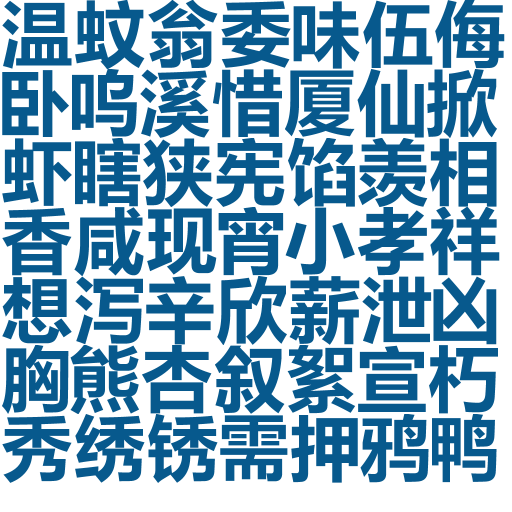 温蚊翁委味伍侮
卧呜溪惜厦仙掀
虾瞎狭宪馅羡相
香咸现宵小孝祥
想泻辛欣薪泄凶
胸熊杏叙絮宣朽
秀绣锈需押鸦鸭